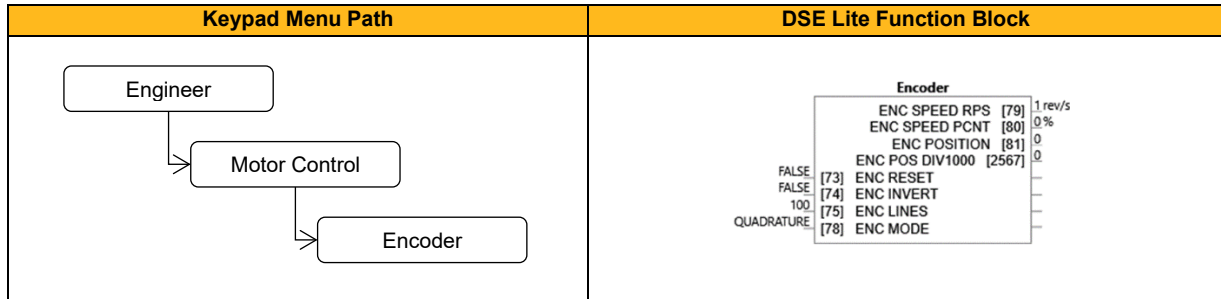 Keypad Menu Path
DSE Lite Function Block
Engineer
Motor Control
Encoder
Encoder
ENC SPEED RPS [79] 1 rev/s
ENC SPEED PCNT [80] 0 %
ENC POSITION [81] 0
ENC POS DIV1000 [2567] 0
FALSE [73] ENC RESET
FALSE [74] ENC INVERT
100 [75] ENC LINES
QUADRATURE [78] ENC MODE